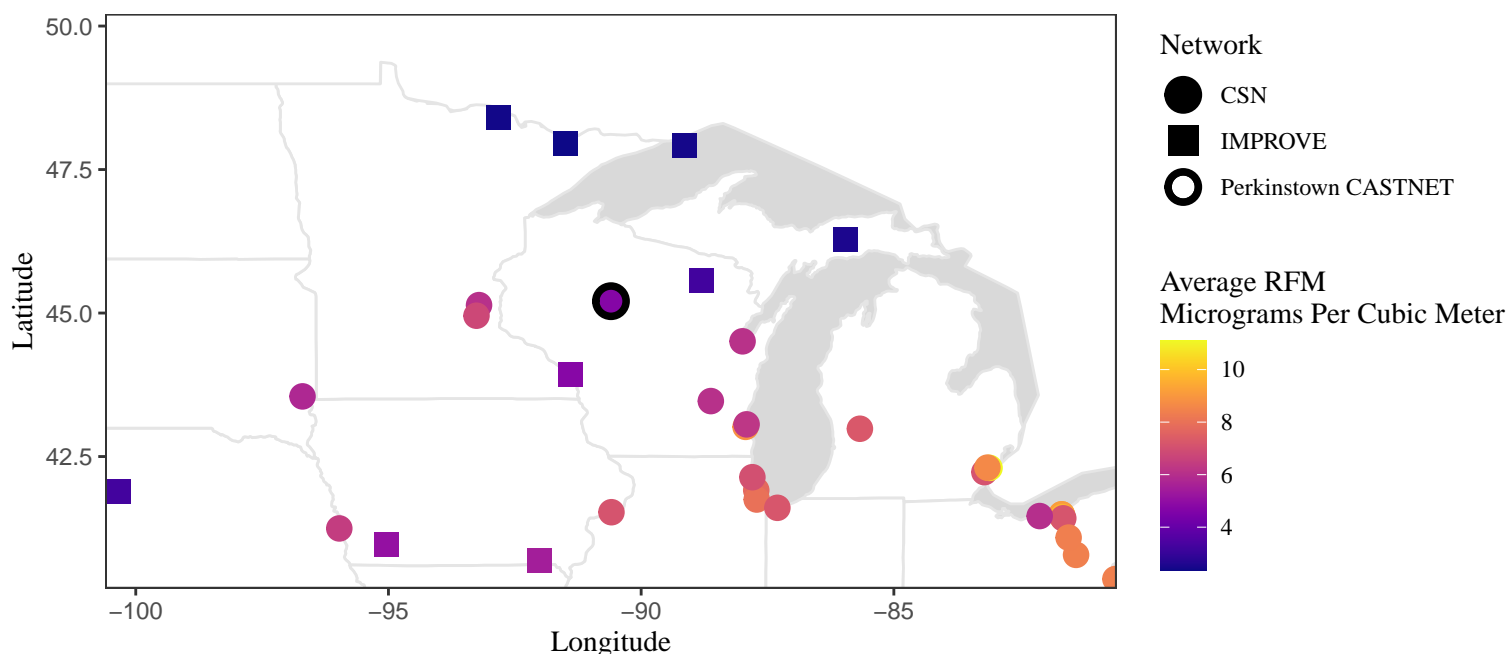 50.0
47.5
45.0
42.5
Latitude
−100
−95
−90
−85
Longitude
Network
CSN
IMPROVE
Perkinstown CASTNET
Average RFM
Micrograms Per Cubic Meter
10
8
6
4